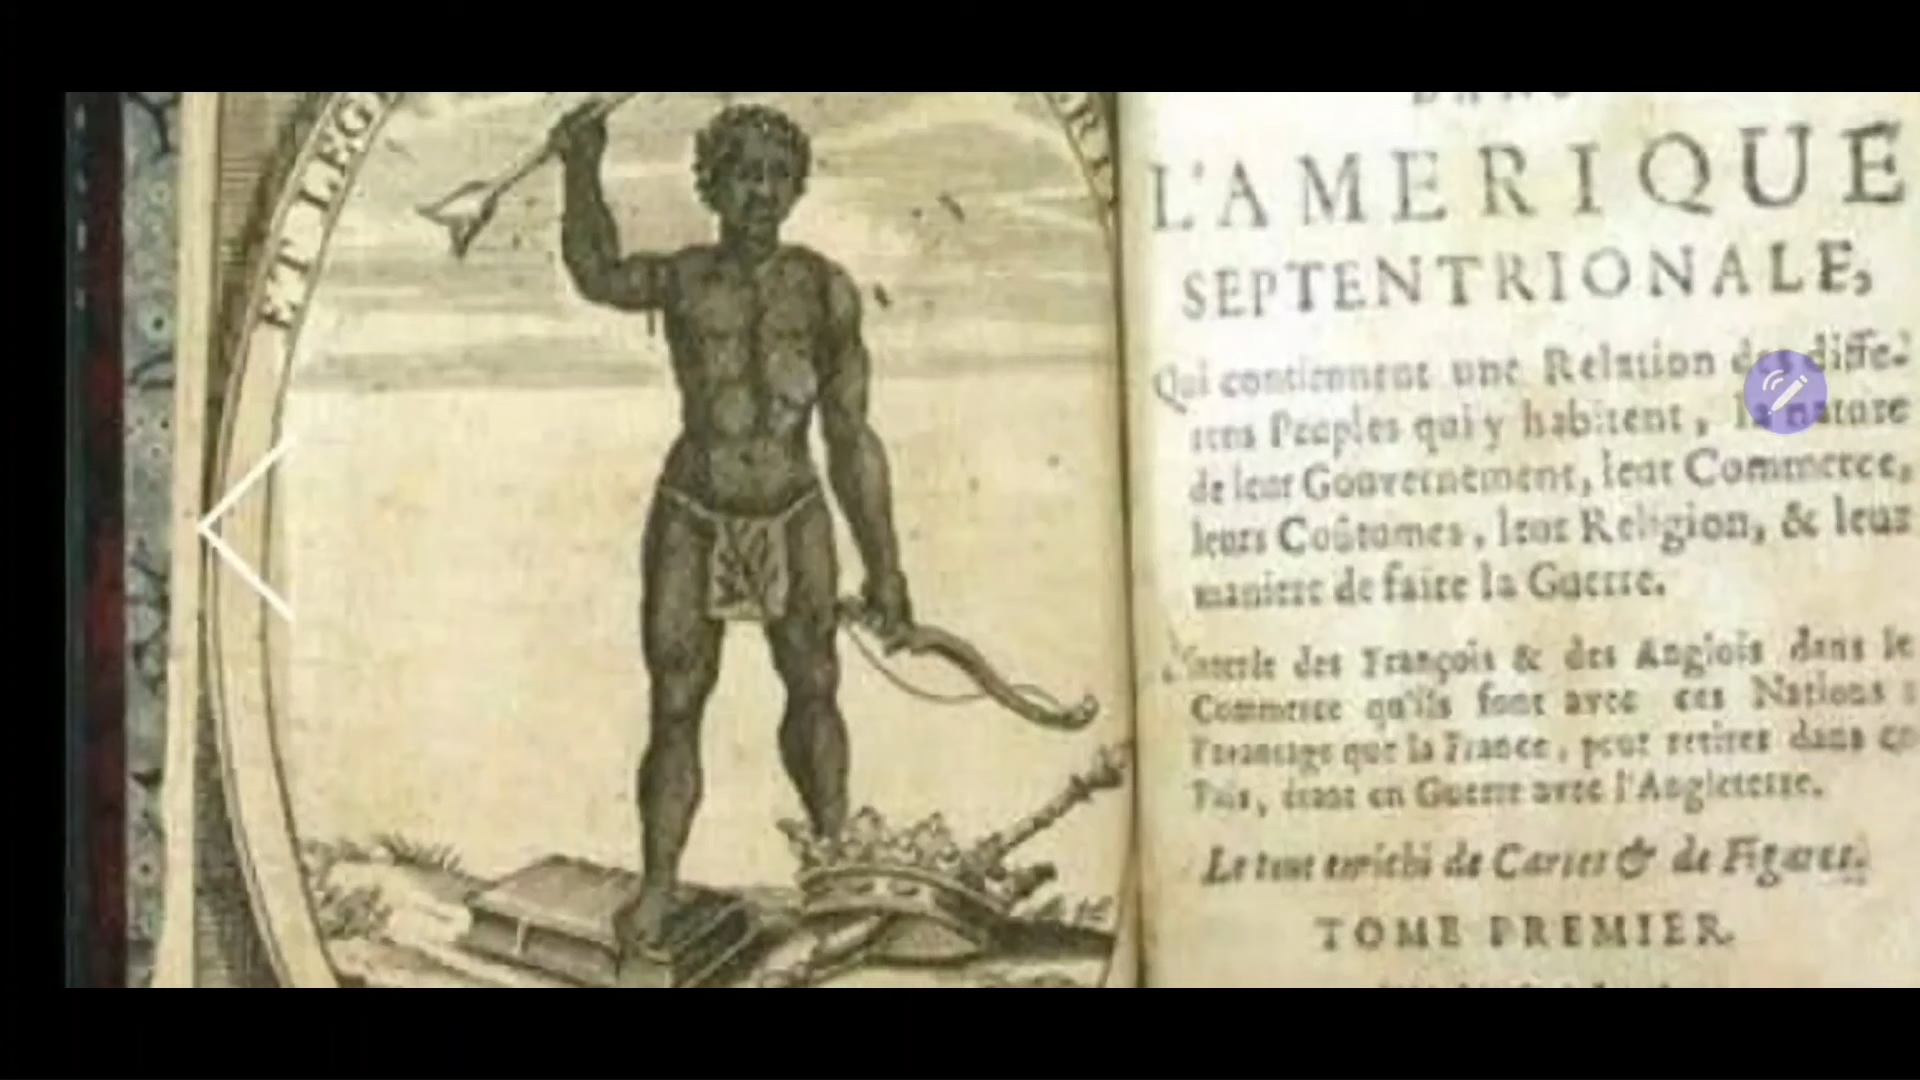 ET LEG
L'AMERIQUE
SEPTENTRIONALE,
Qui contiennent une Relation des diffe-
rens Peuples qui y habitent, la nature
de leur Gouvernement, leur Commerce,
leurs Coûtumes, leur Religion, & leur
maniere de faire la Guerre.
L'interêt des François & des Anglois dans le
Commerce qu'ils font avec ces Nations
l'avantage que la France, peut retirer dans ce
Païs, étant en Guerre avec l'Angleterre.
Le tout enrichi de Cartes & de Figures.
TOME PREMIER.